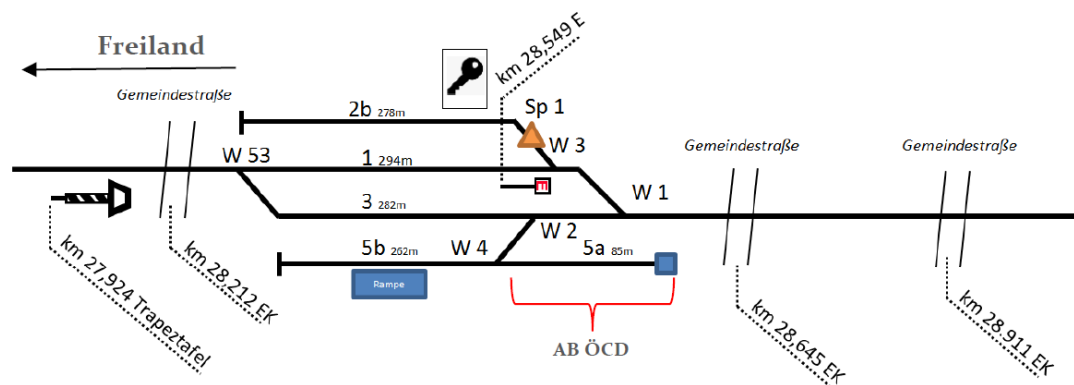 Freiland
km 28,549 E
Gemeindestraße
2b 278m
Sp 1
W 3
Gemeindestraße
Gemeindestraße
W 53
1 294m
E
W 1
3 282m
W 2
5b 262m
W 4
5a 85m
Rampe
km 27,924 Trapeztafel
km 28,212 EK
AB ÖCD
km 28,645 EK
km 28.911 EK